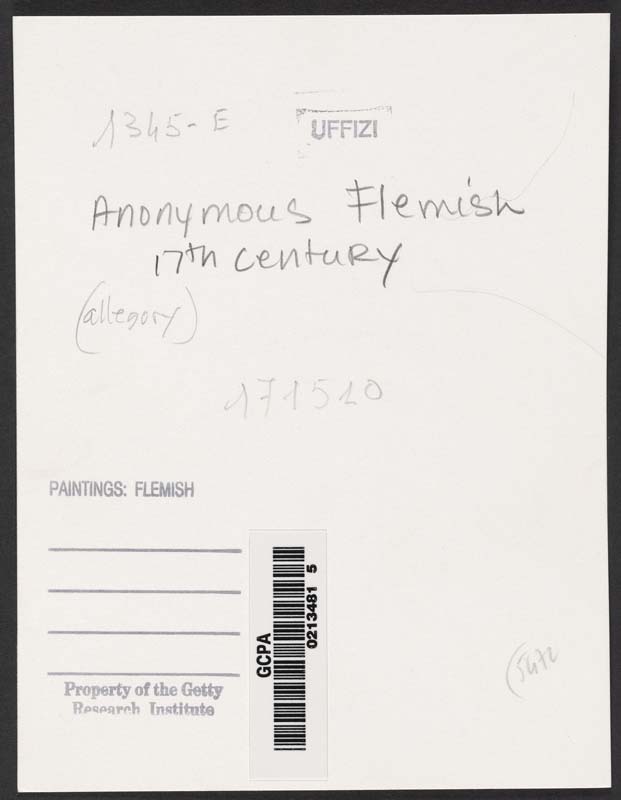 1345-E
UFFIZI
Anonymous Flemish
17th century
(allegory)
171510
PAINTINGS: FLEMISH
GCPA
0213481 5
Property of the Getty
Research Institute